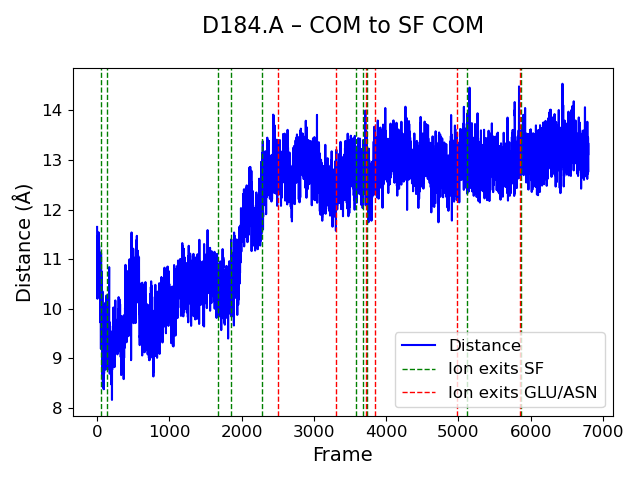 D184.A – COM to SF COM
Distance (Å)
14
13
12
11
10
9
8
0
1000
2000
3000
4000
5000
6000
7000
Frame
Distance
Ion exits SF
Ion exits GLU/ASN